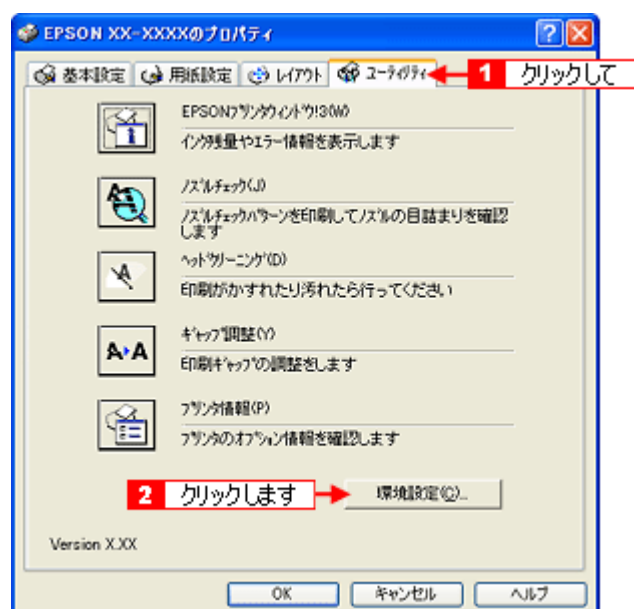 EPSON XX-XXXXのプロパティ
基本設定 用紙設定 レイアウト ユーティリティ 1 クリックして
EPSONプリンタウィンドウ!3(W)
インク残量やエラー情報を表示します
ノズルチェック(J)
ノズルチェックパターンを印刷してノズルの目詰まりを確認
します
ヘッドクリーニング(D)
印刷がかすれたり汚れたら行ってください
ギャップ調整(Y)
印刷ギャップの調整をします
プリンタ情報(P)
プリンタのオプション情報を確認します
2 クリックします 環境設定(C)...
Version X.XX
OK キャンセル ヘルプ